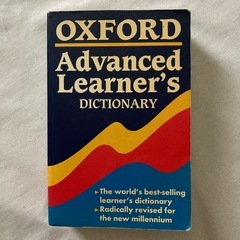 OXFORD
Advanced
Learner's
DICTIONARY
▸ The world's best-selling
learner's dictionary
▸ Radically revised for
the new millennium